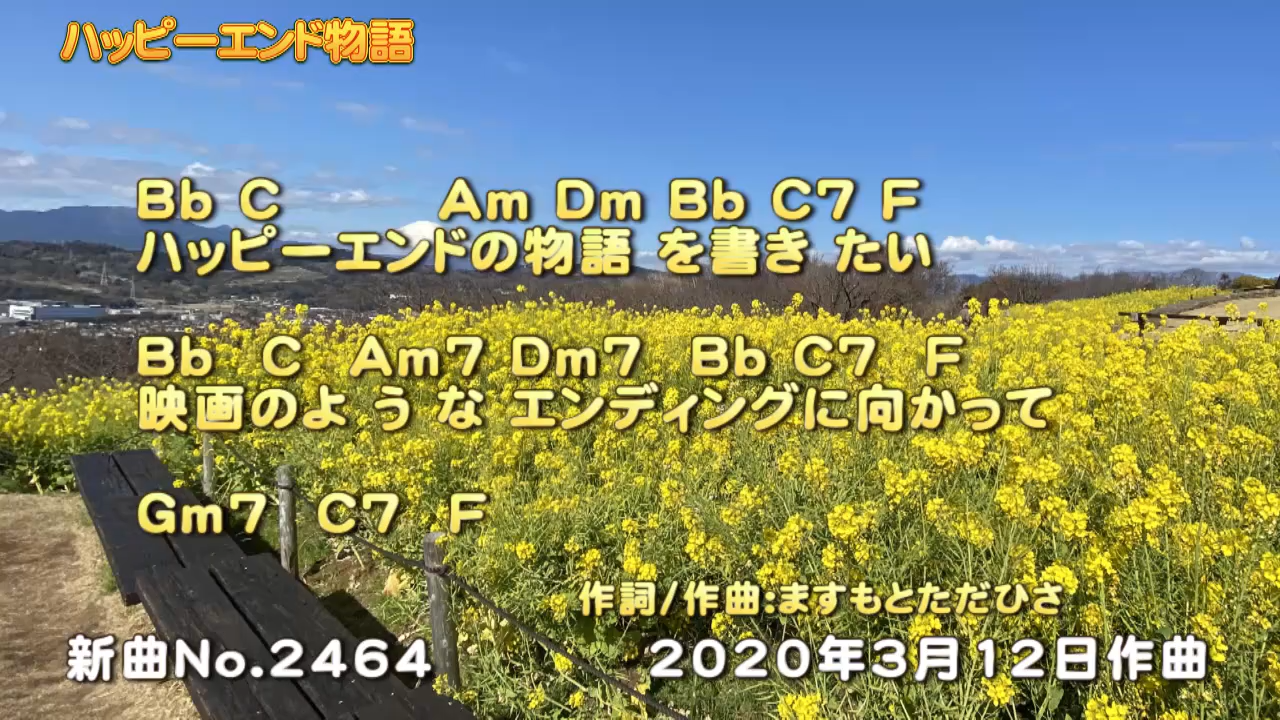 ハッピーエンド物語
Bb C Am Dm Bb C7 F
ハッピーエンドの物語 を書き たい
Bb C Am7 Dm7 Bb C7 F
映画のよ う な エンディングに向かって
Gm7 C7 F
作詞/作曲:ますもとただひさ
新曲No.2464 2020年3月12日作曲